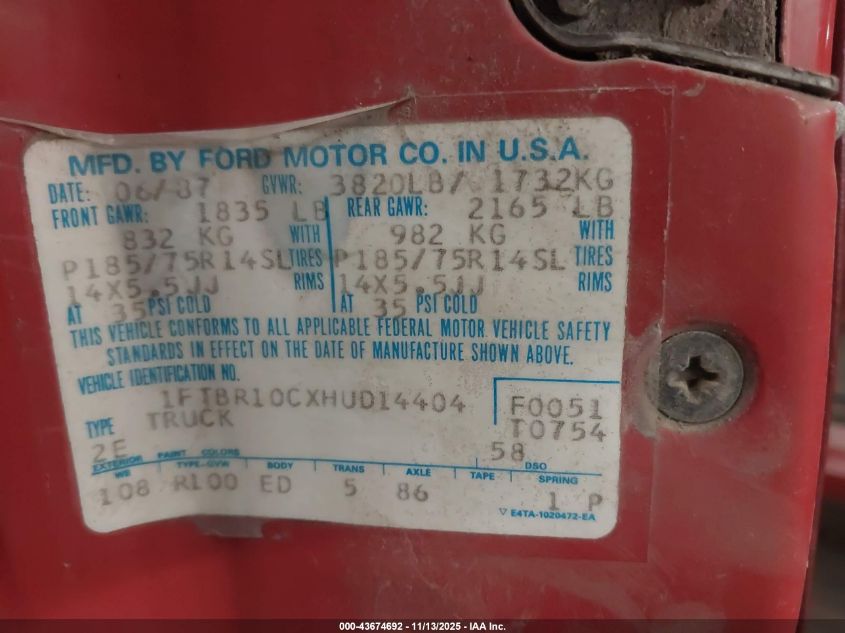 MFD. BY FORD MOTOR CO. IN U.S.A.
DATE: 06/87 GVWR: 3820LB/ 1732KG
FRONT GAWR: 1835 LB REAR GAWR: 2165 LB
832 KG WITH 982 KG WITH
P185/75R14SL TIRES P185/75R14SL TIRES
14X5.5JJ RIMS 14X5.5JJ RIMS
AT 35 PSI COLD AT 35 PSI COLD
THIS VEHICLE CONFORMS TO ALL APPLICABLE FEDERAL MOTOR VEHICLE SAFETY
STANDARDS IN EFFECT ON THE DATE OF MANUFACTURE SHOWN ABOVE.
VEHICLE IDENTIFICATION NO.
1FTBR10CXHUD14404 F0051
TYPE TRUCK T0754
2E 58
EXTERIOR PAINT COLORS DSO
WB TYPE-GVW BODY TRANS AXLE TAPE SPRING
108 R100 ED 5 86 1 P
▽ E4TA-1020472-EA
000-43674692 - 11/13/2025 - IAA Inc.